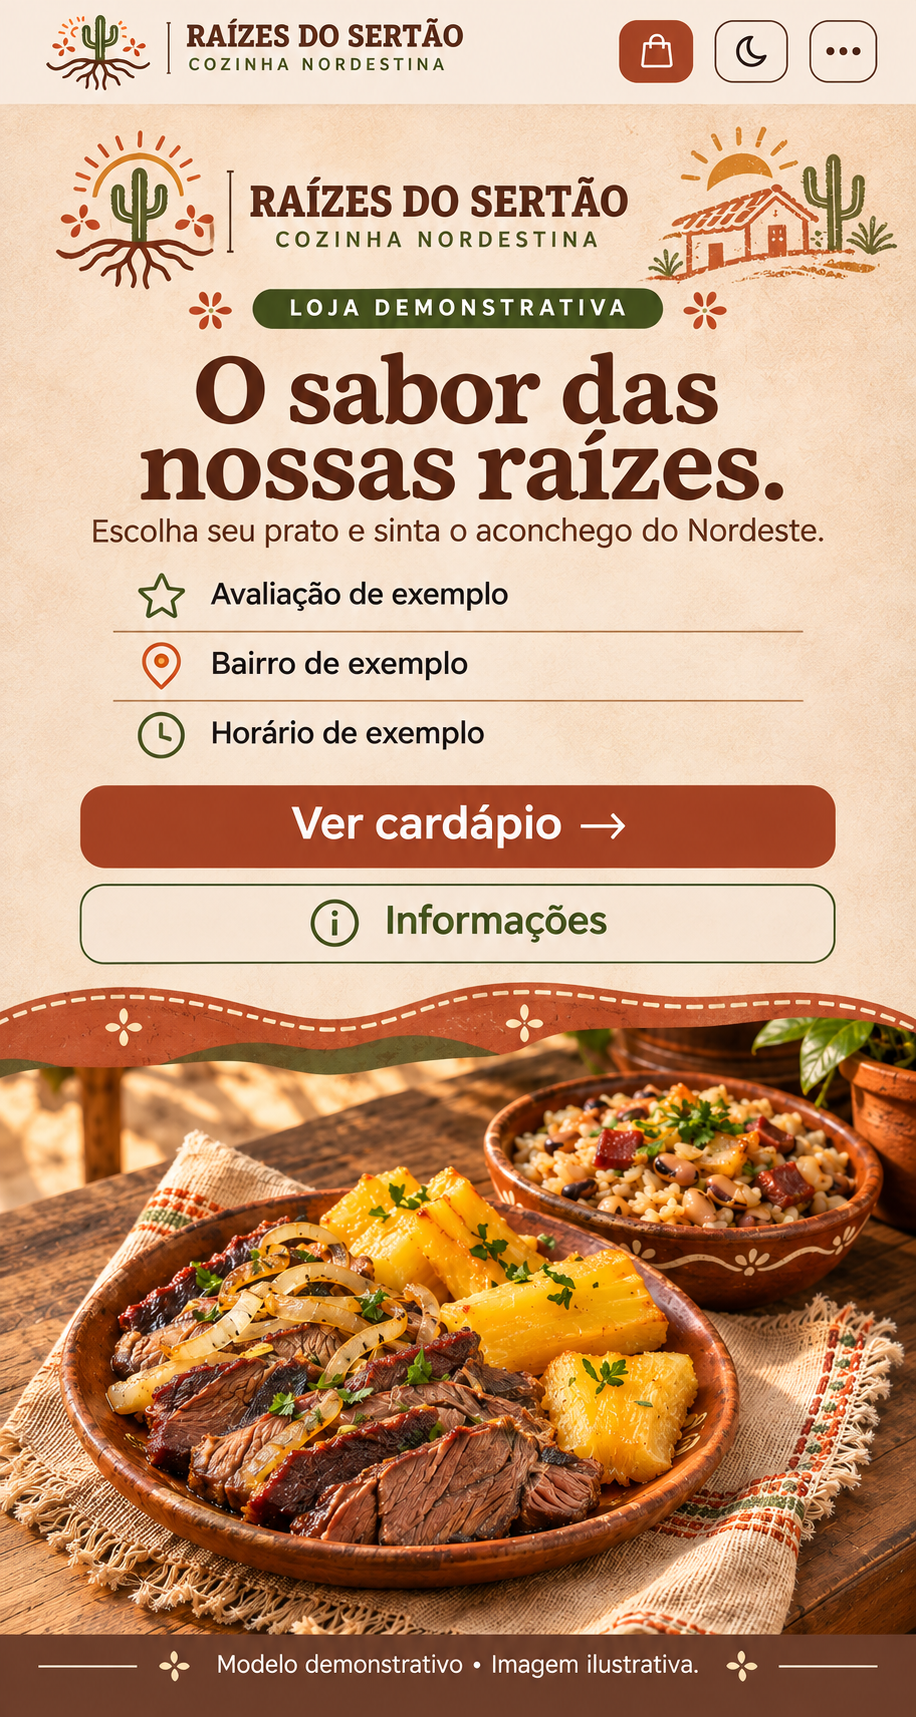 RAÍZES DO SERTÃO
COZINHA NORDESTINA
RAÍZES DO SERTÃO
COZINHA NORDESTINA
LOJA DEMONSTRATIVA
O sabor das
nossas raízes.
Escolha seu prato e sinta o aconchego do Nordeste.
Avaliação de exemplo
Bairro de exemplo
Horário de exemplo
Ver cardápio →
Informações
Modelo demonstrativo • Imagem ilustrativa.